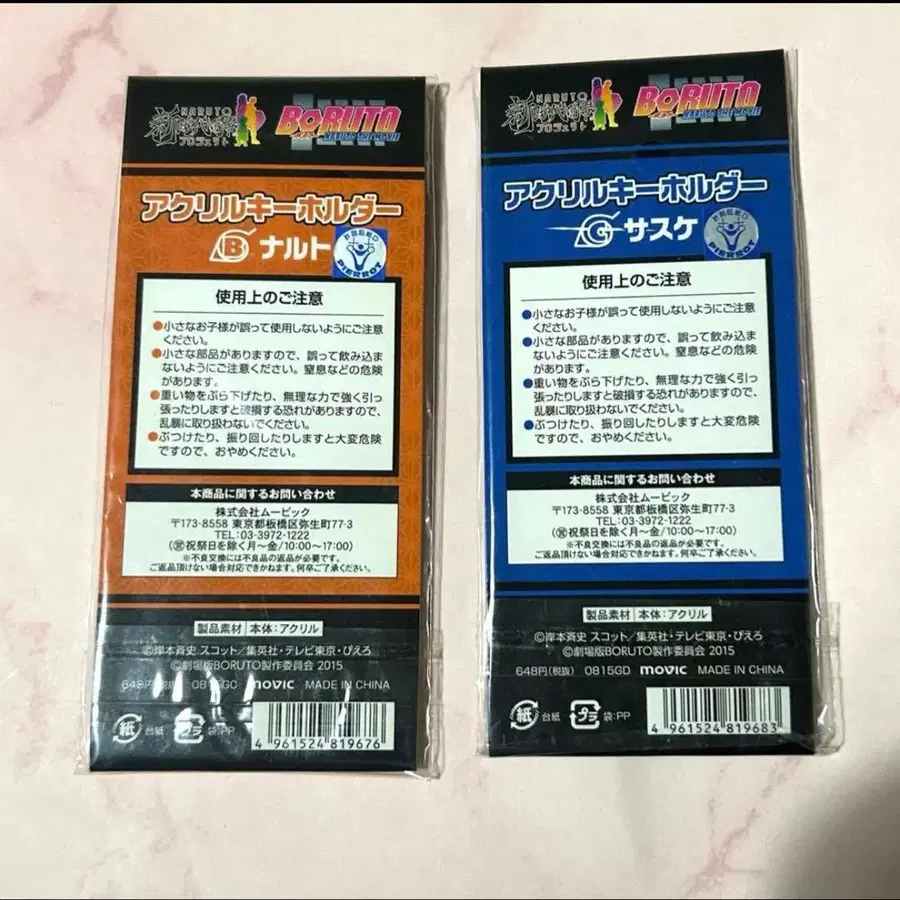 NARUTO
新時代開幕
プロジェクト
BORUTO
NARUTO THE MOVIE
アクリルキーホルダー
B ナルト
許諾証紙
PIERROT
使用上のご注意
●小さなお子様が誤って使用しないようにご注意
ください。
●小さな部品がありますので、誤って飲み込ま
ないようにご注意ください。窒息などの危険
があります。
●重い物をぶら下げたり、無理な力で強く引っ
張ったりしますと破損する恐れがありますので、
乱暴に取り扱わないでください。
●ぶつけたり、振り回したりしますと大変危険
ですので、おやめください。
本商品に関するお問い合わせ
株式会社ムービック
〒173-8558 東京都板橋区弥生町77-3
TEL:03-3972-1222
(㊪祝祭日を除く月～金/10:00～17:00)
※不良交換には不良品の返品が必要です。
ご返品頂けない場合対応できかねます。何卒ご了承ください。
製品素材 本体:アクリル
©岸本斉史 スコット/集英社・テレビ東京・ぴえろ
©劇場版BORUTO製作委員会 2015
648円(税抜) 0815GC movic MADE IN CHINA
紙 台紙 プラ 袋:PP
4 961524 819676
NARUTO
新時代開幕
プロジェクト
BORUTO
NARUTO THE MOVIE
アクリルキーホルダー
サスケ
許諾証紙
PIERROT
使用上のご注意
●小さなお子様が誤って使用しないようにご注意
ください。
●小さな部品がありますので、誤って飲み込ま
ないようにご注意ください。窒息などの危険
があります。
●重い物をぶら下げたり、無理な力で強く引っ
張ったりしますと破損する恐れがありますので、
乱暴に取り扱わないでください。
●ぶつけたり、振り回したりしますと大変危険
ですので、おやめください。
本商品に関するお問い合わせ
株式会社ムービック
〒173-8558 東京都板橋区弥生町77-3
TEL:03-3972-1222
(㊪祝祭日を除く月～金/10:00～17:00)
※不良交換には不良品の返品が必要です。
ご返品頂けない場合対応できかねます。何卒ご了承ください。
製品素材 本体:アクリル
©岸本斉史 スコット/集英社・テレビ東京・ぴえろ
©劇場版BORUTO製作委員会 2015
648円(税抜) 0815GD movic MADE IN CHINA
紙 台紙 プラ 袋:PP
4 961524 819683